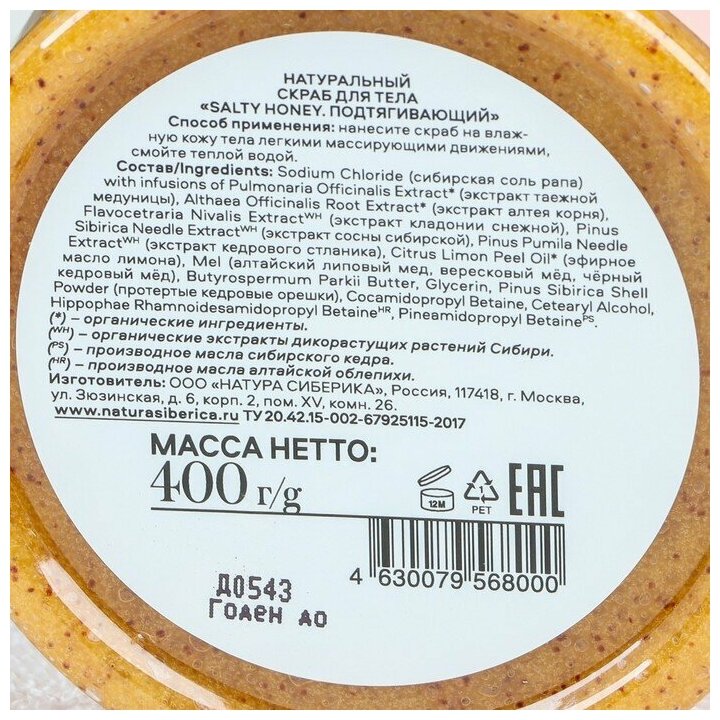 НАТУРАЛЬНЫЙ
СКРАБ ДЛЯ ТЕЛА
«SALTY HONEY. ПОДТЯГИВАЮЩИЙ»
Способ применения: нанесите скраб на влаж-
ную кожу тела легкими массирующими движениями,
смойте теплой водой.
Состав/Ingredients: Sodium Chloride (сибирская соль рапа)
with infusions of Pulmonaria Officinalis Extract* (экстракт таежной
медуницы), Althaea Officinalis Root Extract* (экстракт алтея корня),
Flavocetraria Nivalis Extractᵂᴴ (экстракт кладонии снежной), Pinus
Sibirica Needle Extractᵂᴴ (экстракт сосны сибирской), Pinus Pumila Needle
Extractᵂᴴ (экстракт кедрового стланика), Citrus Limon Peel Oil* (эфирное
масло лимона), Mel (алтайский липовый мед, вересковый мёд, чёрный
кедровый мёд), Butyrospermum Parkii Butter, Glycerin, Pinus Sibirica Shell
Powder (протертые кедровые орешки), Cocamidopropyl Betaine, Cetearyl Alcohol,
Hippophae Rhamnoidesamidopropyl Betaineᴴᴿ, Pineamidopropyl Betaineᴾˢ.
(*) – органические ингредиенты.
(ᵂᴴ) – органические экстракты дикорастущих растений Сибири.
(ᴾˢ) – производное масла сибирского кедра.
(ᴴᴿ) – производное масла алтайской облепихи.
Изготовитель: ООО «НАТУРА СИБЕРИКА», Россия, 117418, г. Москва,
ул. Зюзинская, д. 6, корп. 2, пом. XV, комн. 26.
www.naturasiberica.ru ТУ 20.42.15-002-67925115-2017
МАССА НЕТТО:
400 г/g
12M
1
PET
EAC
4 630079 568000
Д0543
Годен до